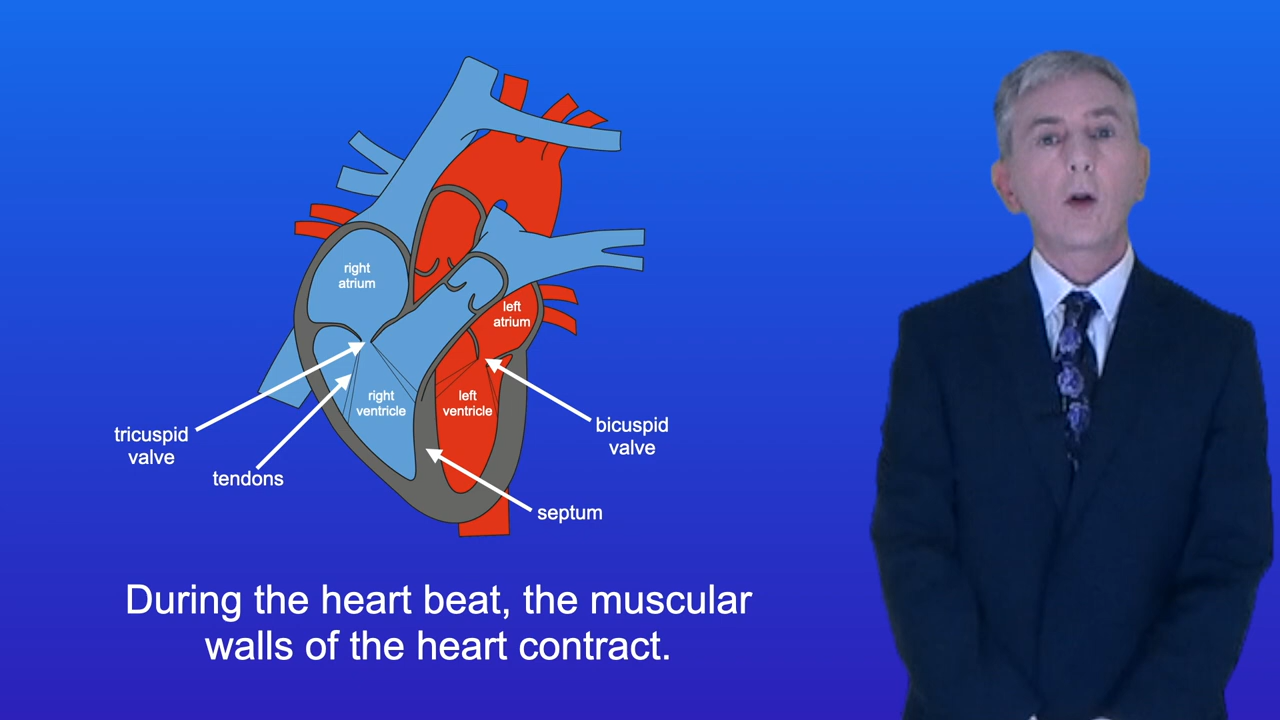 right
atrium
left
atrium
right
ventricle
left
ventricle
tricuspid
valve
tendons
bicuspid
valve
septum
During the heart beat, the muscular
walls of the heart contract.